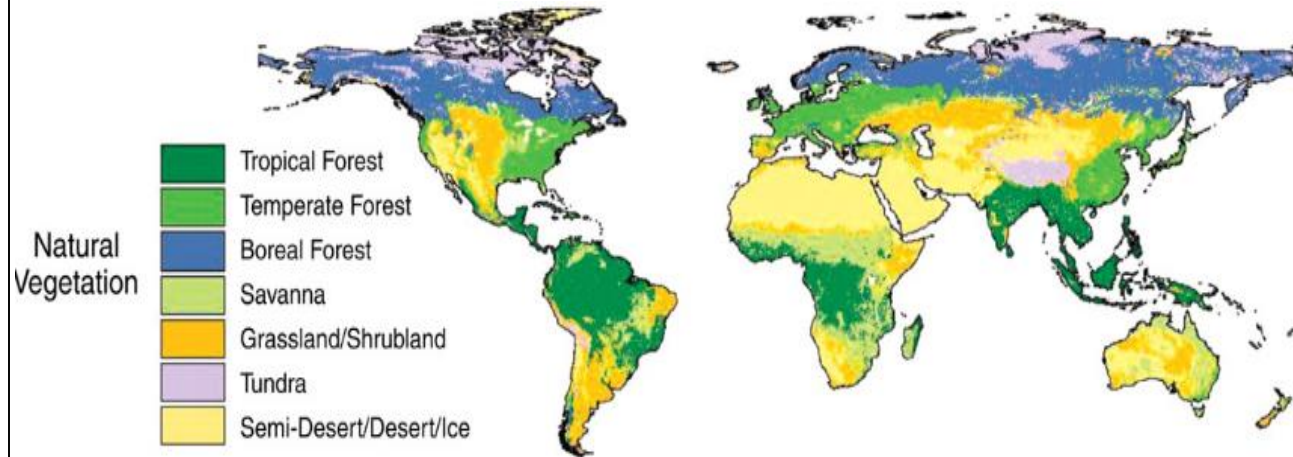 Natural
Vegetation
Tropical Forest
Temperate Forest
Boreal Forest
Savanna
Grassland/Shrubland
Tundra
Semi-Desert/Desert/Ice